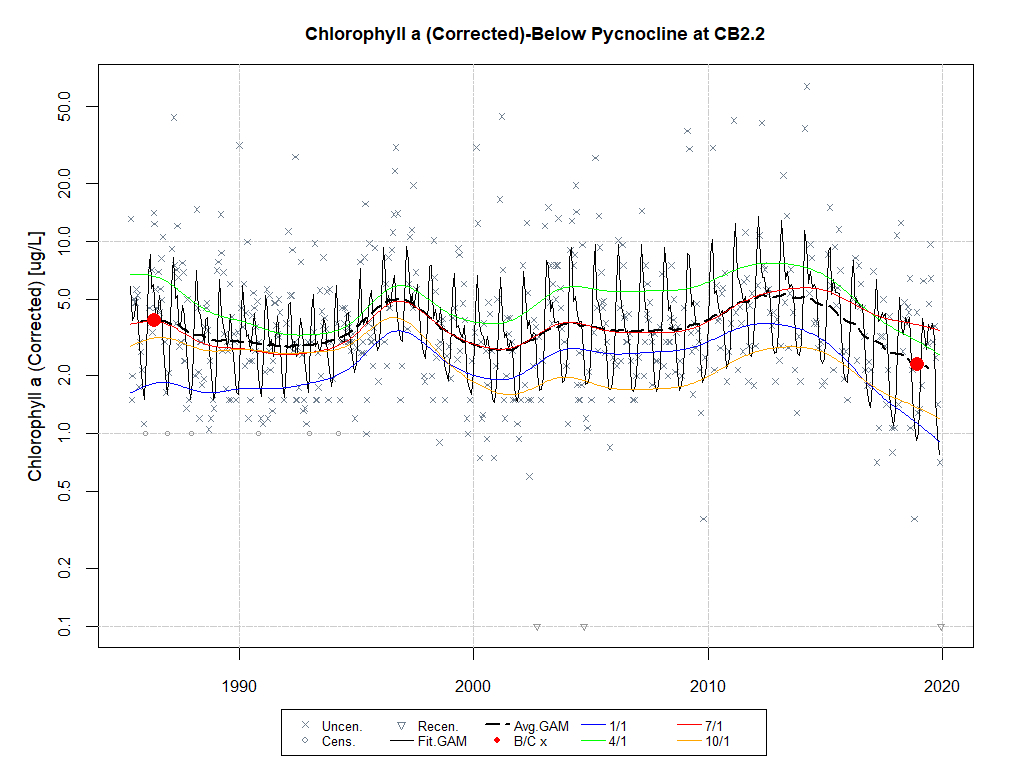 Chlorophyll a (Corrected)-Below Pycnocline at CB2.2
Chlorophyll a (Corrected) [ug/L]
50.0
20.0
10.0
5.0
2.0
1.0
0.5
0.2
0.1
1990 2000 2010 2020
Uncen. Recen. Avg.GAM 1/1 7/1
Cens. Fit.GAM B/C x 4/1 10/1